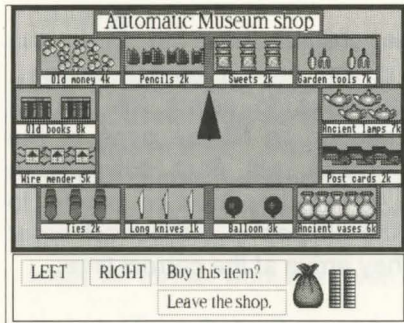 Automatic Museum shop
Old money 4k
Pencils 2k
Sweets 2k
Garden tools 7k
Old books 8k
Ancient lamps 7k
Wire mender 5k
Post cards 2k
Ties 2k
Long knives 1k
Balloon 3k
Ancient vases 6k
LEFT
RIGHT
Buy this item?
Leave the shop.